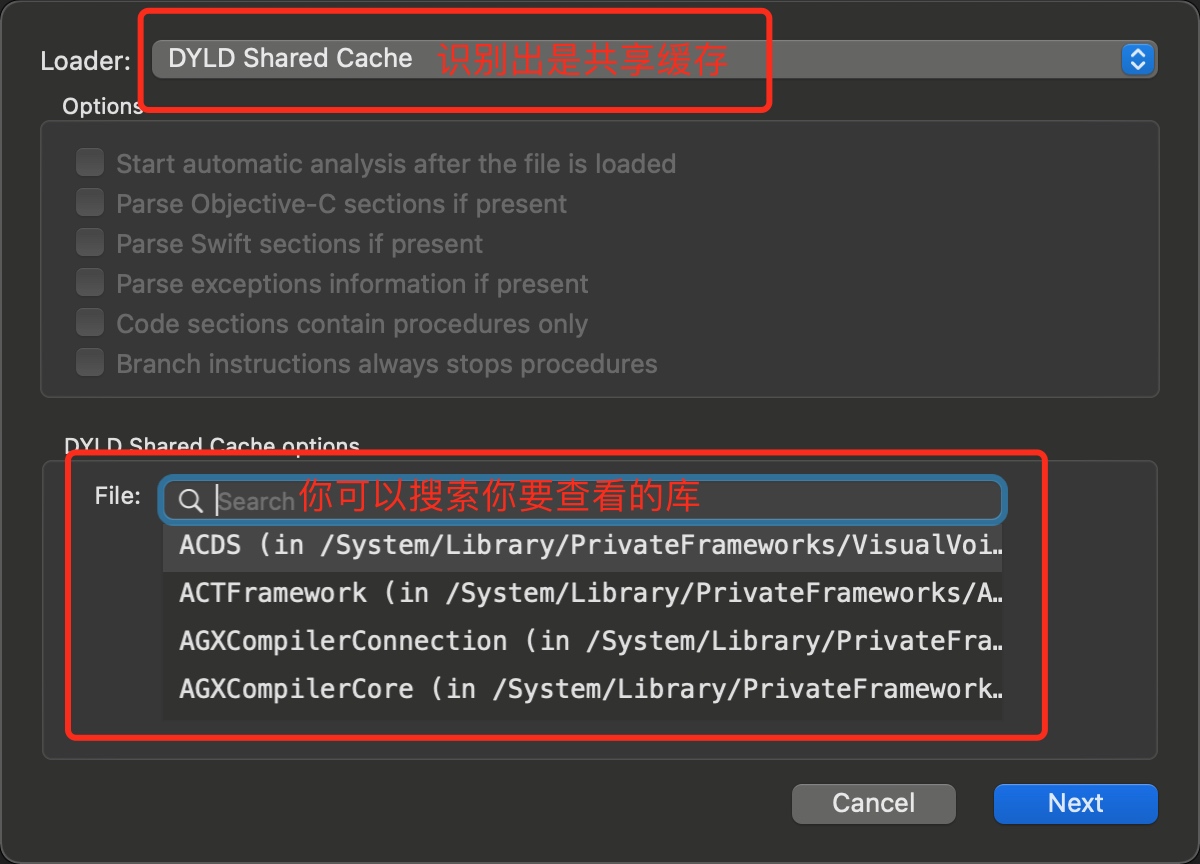 Loader: DYLD Shared Cache 识别出是共享缓存
Options
Start automatic analysis after the file is loaded
Parse Objective-C sections if present
Parse Swift sections if present
Parse exceptions information if present
Code sections contain procedures only
Branch instructions always stops procedures
DYLD Shared Cache options
File: Search 你可以搜索你要查看的库
ACDS (in /System/Library/PrivateFrameworks/VisualVoi…
ACTFramework (in /System/Library/PrivateFrameworks/A…
AGXCompilerConnection (in /System/Library/PrivateFra…
AGXCompilerCore (in /System/Library/PrivateFramework…
Cancel Next